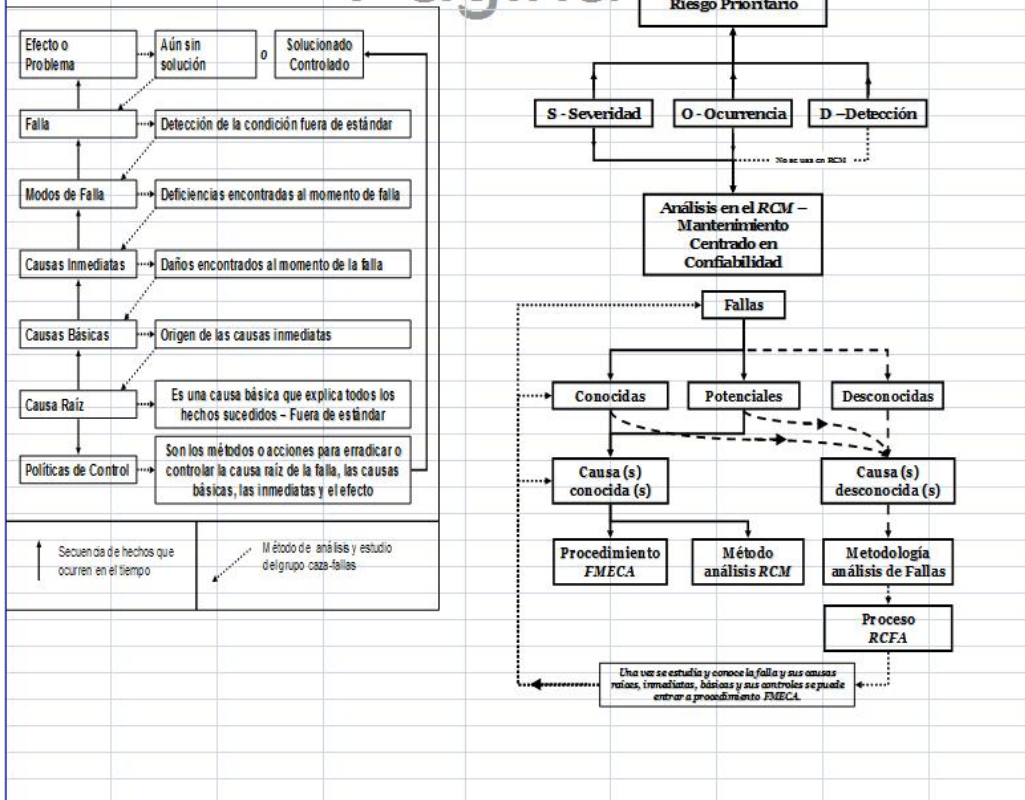 Efecto o
Problema
Aún sin
solución
o
Solucionado
Controlado
Falla
Detección de la condición fuera de estándar
Modos de Falla
Deficiencias encontradas al momento de falla
Causas Inmediatas
Daños encontrados al momento de la falla
Causas Básicas
Origen de las causas inmediatas
Causa Raíz
Es una causa básica que explica todos los
hechos sucedidos – Fuera de estándar
Políticas de Control
Son los métodos o acciones para erradicar o
controlar la causa raíz de la falla, las causas
básicas, las inmediatas y el efecto
Secuencia de hechos que
ocurren en el tiempo
Método de análisis y estudio
del grupo caza-fallas
Riesgo Prioritario
S - Severidad
O - Ocurrencia
D –Detección
No se usa en RCM
Análisis en el RCM –
Mantenimiento
Centrado en
Confiabilidad
Fallas
Conocidas
Potenciales
Desconocidas
Causa (s)
conocida (s)
Causa (s)
desconocida (s)
Procedimiento
FMECA
Método
análisis RCM
Metodología
análisis de Fallas
Proceso
RCFA
Una vez se estudia y conoce la falla y sus causas
raíces, inmediatas, básicas y sus controles se puede
entrar a procedimiento FMECA.